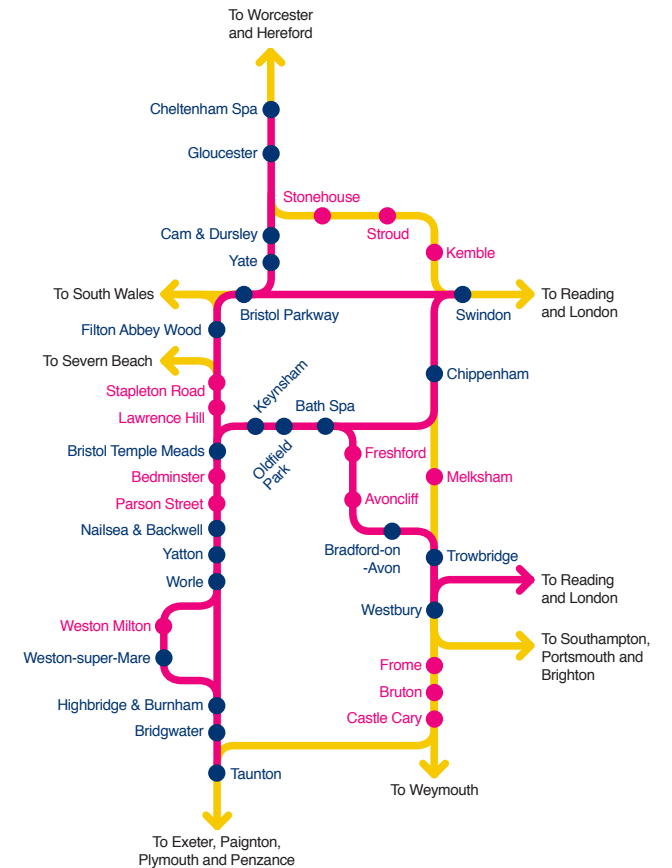 To Worcester
and Hereford
Cheltenham Spa
Gloucester
Stonehouse
Stroud
Cam & Dursley
Kemble
Yate
To South Wales
Bristol Parkway
Swindon
To Reading
and London
Filton Abbey Wood
To Severn Beach
Chippenham
Stapleton Road
Keynsham
Bath Spa
Lawrence Hill
Bristol Temple Meads
Oldfield
Park
Freshford
Bedminster
Melksham
Parson Street
Avoncliff
Nailsea & Backwell
Bradford-on
-Avon
Yatton
Trowbridge
Worle
To Reading
and London
Westbury
Weston Milton
To Southampton,
Portsmouth and
Brighton
Weston-super-Mare
Frome
Bruton
Highbridge & Burnham
Castle Cary
Bridgwater
Taunton
To Weymouth
To Exeter, Paignton,
Plymouth and Penzance